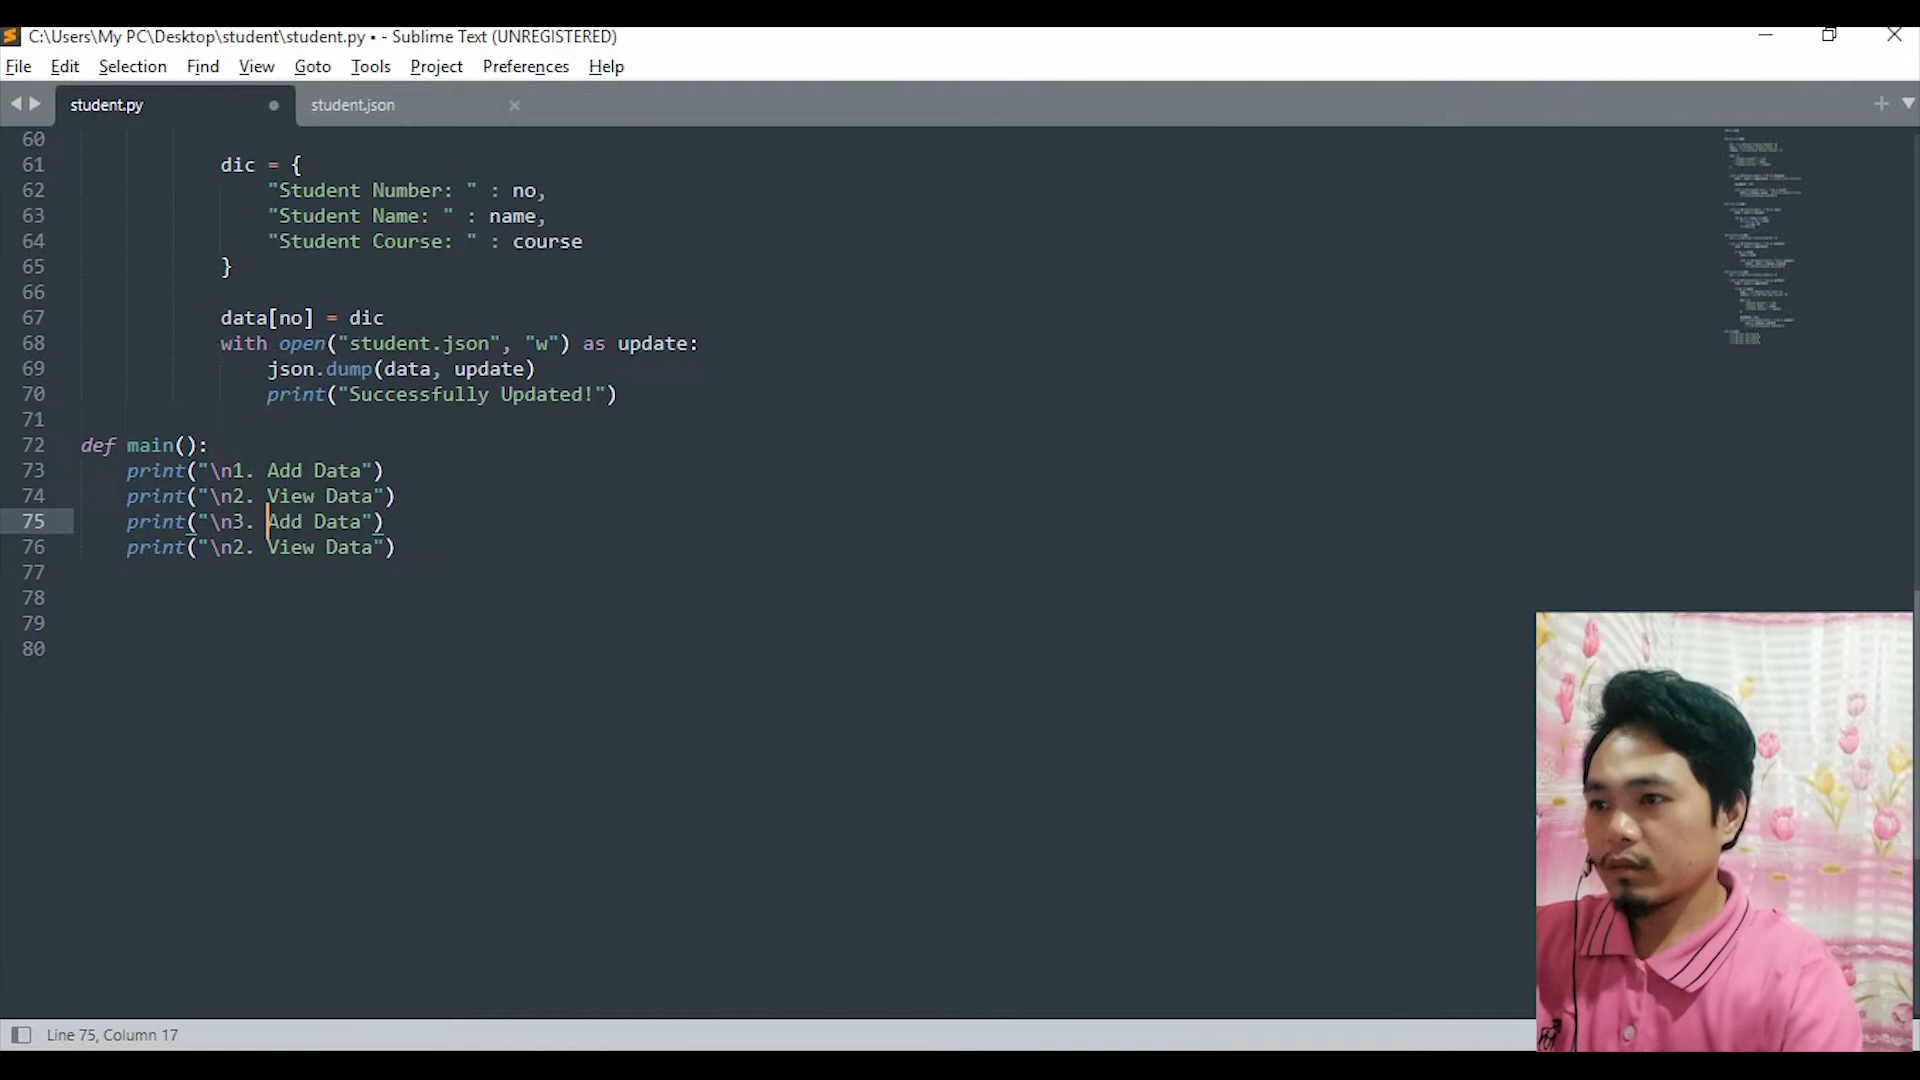 C:\Users\My PC\Desktop\student\student.py • - Sublime Text (UNREGISTERED)
File Edit Selection Find View Goto Tools Project Preferences Help
student.py student.json
60
61 dic = {
62 "Student Number: " : no,
63 "Student Name: " : name,
64 "Student Course: " : course
65 }
66
67 data[no] = dic
68 with open("student.json", "w") as update:
69 json.dump(data, update)
70 print("Successfully Updated!")
71
72 def main():
73 print("\n1. Add Data")
74 print("\n2. View Data")
75 print("\n3. Add Data")
76 print("\n2. View Data")
77
78
79
80
Line 75, Column 17